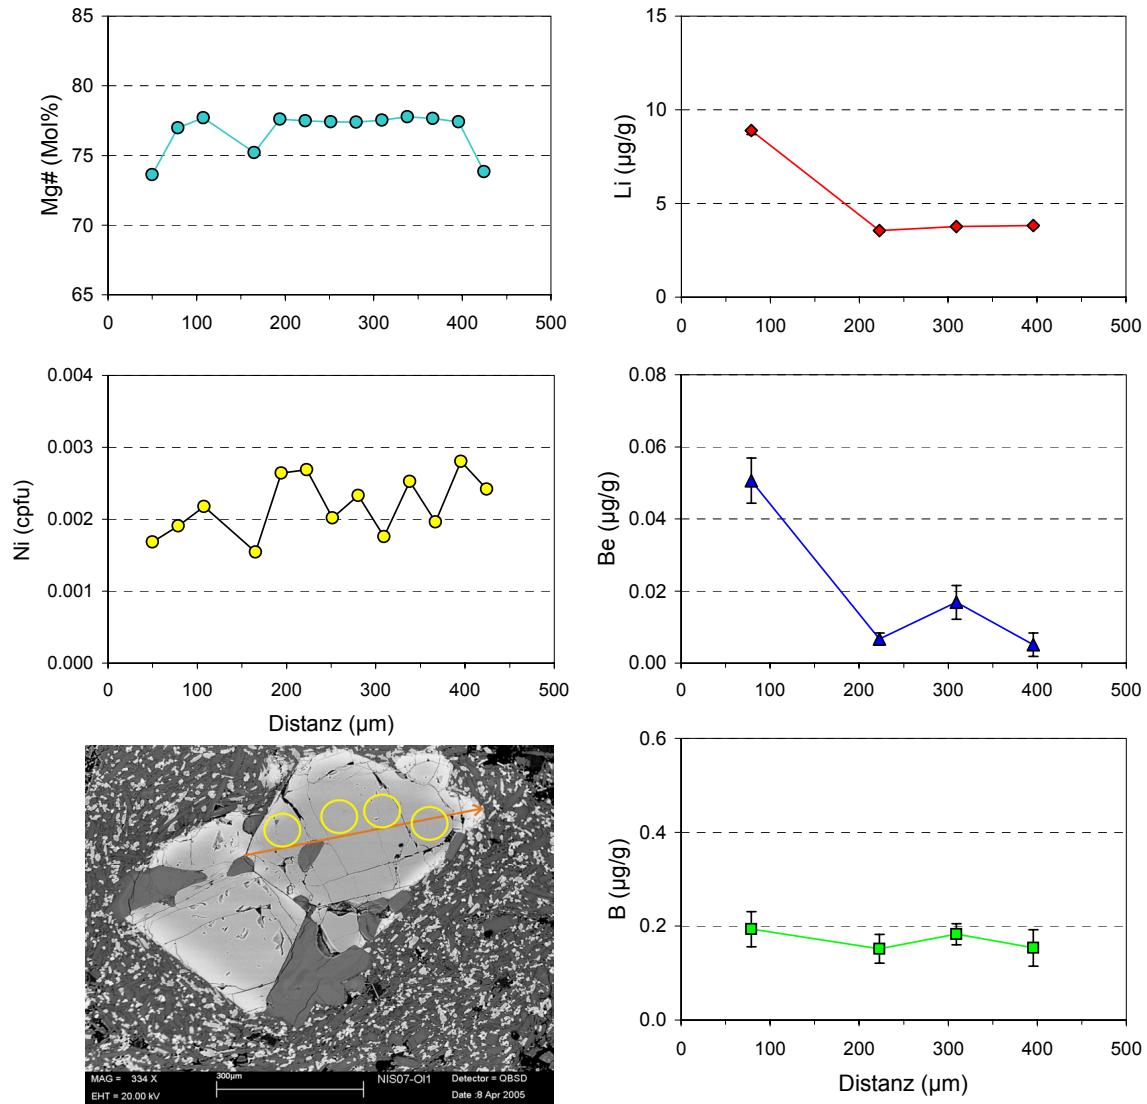 85
80
75
70
65
Mg# (Mol%)
0 100 200 300 400 500
15
10
5
0
Li (µg/g)
0 100 200 300 400 500
0.004
0.003
0.002
0.001
0.000
Ni (cpfu)
0 100 200 300 400 500
Distanz (µm)
0.08
0.06
0.04
0.02
0.00
Be (µg/g)
0 100 200 300 400 500
MAG = 334 X
EHT = 20.00 kV
300µm
NIS07-Ol1
Detector = QBSD
Date :8 Apr 2005
0.6
0.4
0.2
0.0
B (µg/g)
0 100 200 300 400 500
Distanz (µm)